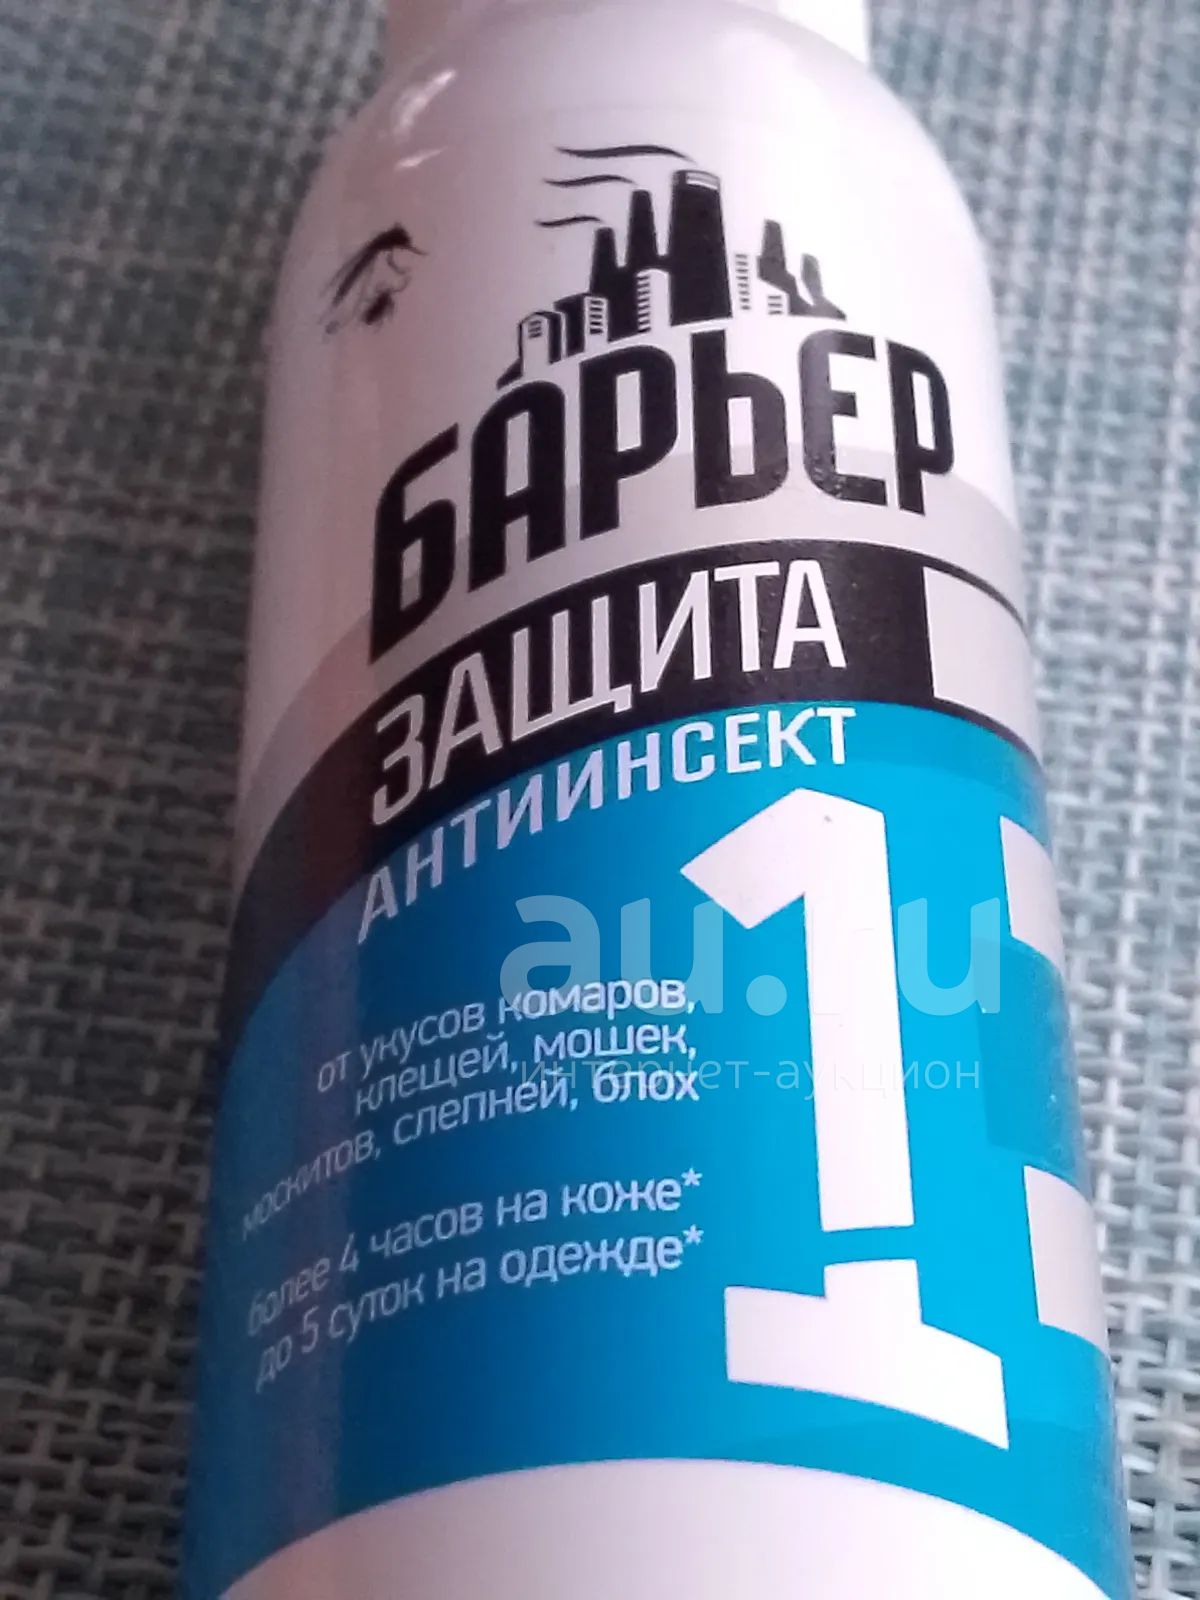 БАРЬЕР
ЗАЩИТА
АНТИИНСЕКТ
1
от укусов комаров,
клещей, мошек,
москитов, слепней, блох
более 4 часов на коже*
до 5 суток на одежде*
au.ru
интернет-аукцион